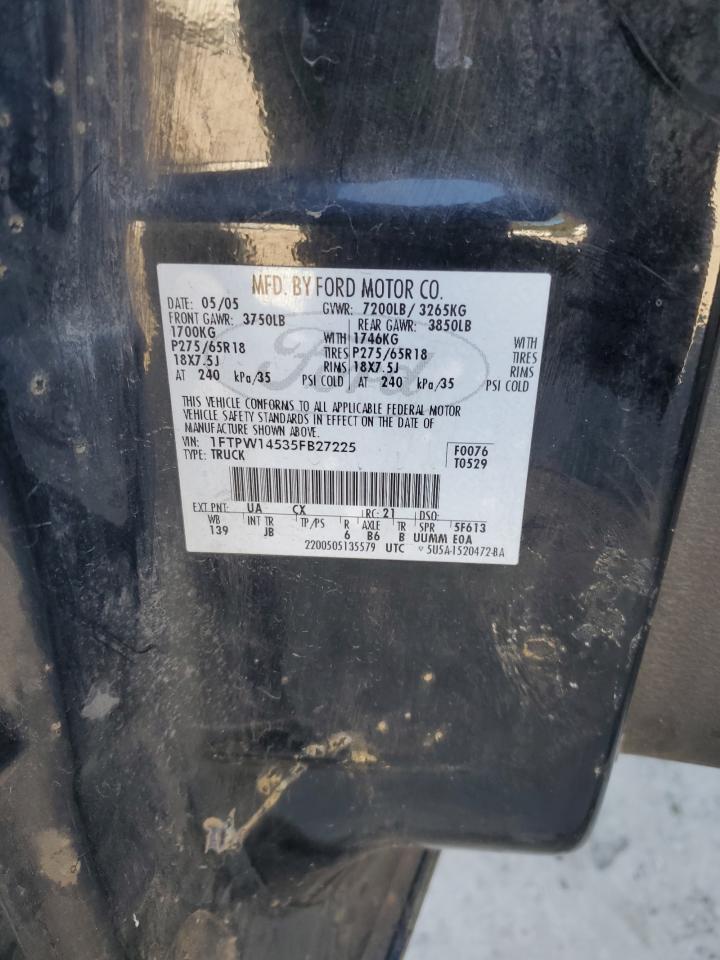 MFD. BY FORD MOTOR CO.
DATE: 05/05 GVWR: 7200LB/ 3265KG
FRONT GAWR: 3750LB REAR GAWR: 3850LB
1700KG WITH 1746KG WITH
P275/65R18 TIRES P275/65R18 TIRES
18X7.5J RIMS 18X7.5J RIMS
AT 240 kPa/35 PSI COLD AT 240 kPa/35 PSI COLD
Ford
THIS VEHICLE CONFORMS TO ALL APPLICABLE FEDERAL MOTOR
VEHICLE SAFETY STANDARDS IN EFFECT ON THE DATE OF
MANUFACTURE SHOWN ABOVE.
VIN: 1FTPW14535FB27225 F0076
TYPE: TRUCK T0529
EXT PNT: UA CX RC: 21 DSO:
WB INT TR TP/PS R AXLE TR SPR 5F613
139 JB 6 B6 B UUMM E0A
2200505135579 UTC 5U5A-1520472-BA